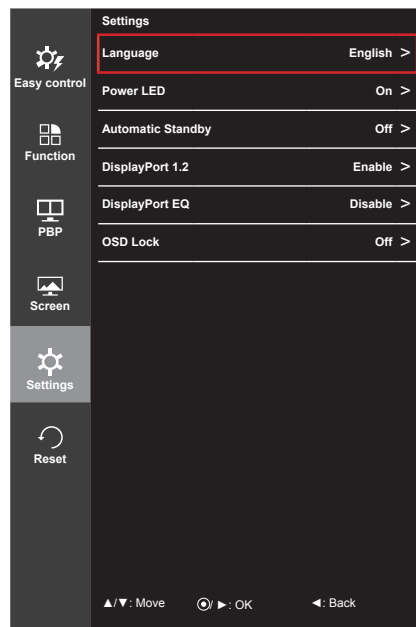 Easy control
Function
PBP
Screen
Settings
Reset
Settings
Language English >
Power LED On >
Automatic Standby Off >
DisplayPort 1.2 Enable >
DisplayPort EQ Disable >
OSD Lock Off >
▲/▼: Move ◉/ ►: OK ◄: Back